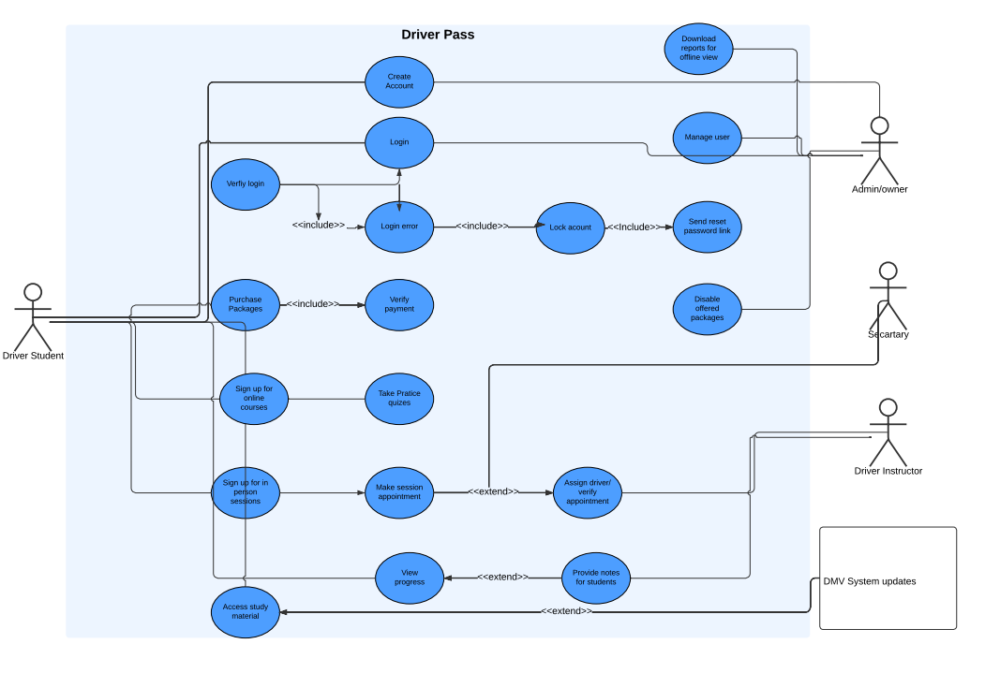 Driver Pass
Download
reports for
offline view
Create
Account
Login
Manage user
Admin/owner
Verfiy login
<<include>>
Login error
<<include>>
Lock acount
<<Include>>
Send reset
password link
Driver Student
Purchase
Packages
<<include>>
Verify
payment
Disable
offered
packages
Secartary
Sign up for
online
courses
Take Pratice
quizes
Driver Instructor
Sign up for in
person
sessions
Make session
appointment
<<extend>>
Assign driver/
verify
appointment
View
progress
<<extend>>
Provide notes
for students
DMV System updates
Access study
material
<<extend>>